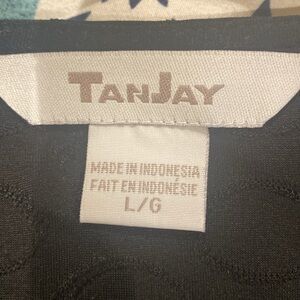 TANJAY
MADE IN INDONESIA
FAIT EN INDONÉSIE
L/G